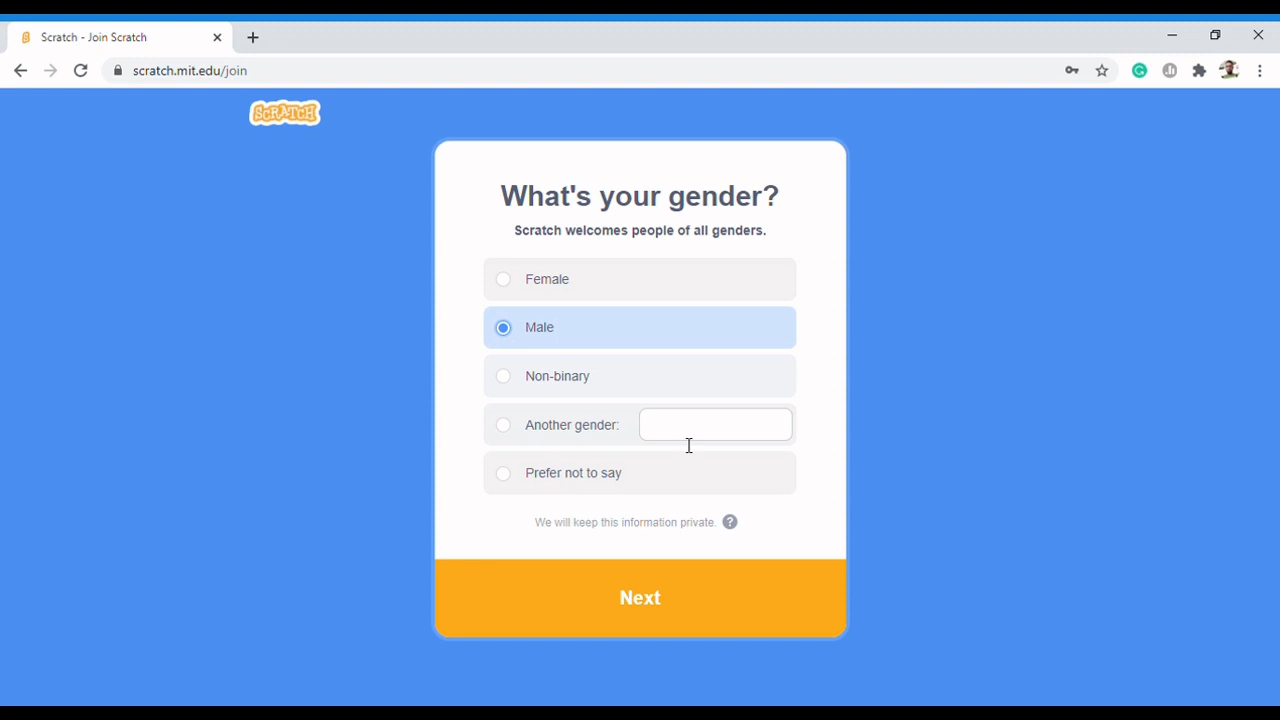 Scratch - Join Scratch
scratch.mit.edu/join
SCRATCH
What's your gender?
Scratch welcomes people of all genders.
Female
Male
Non-binary
Another gender:
Prefer not to say
We will keep this information private. ?
Next